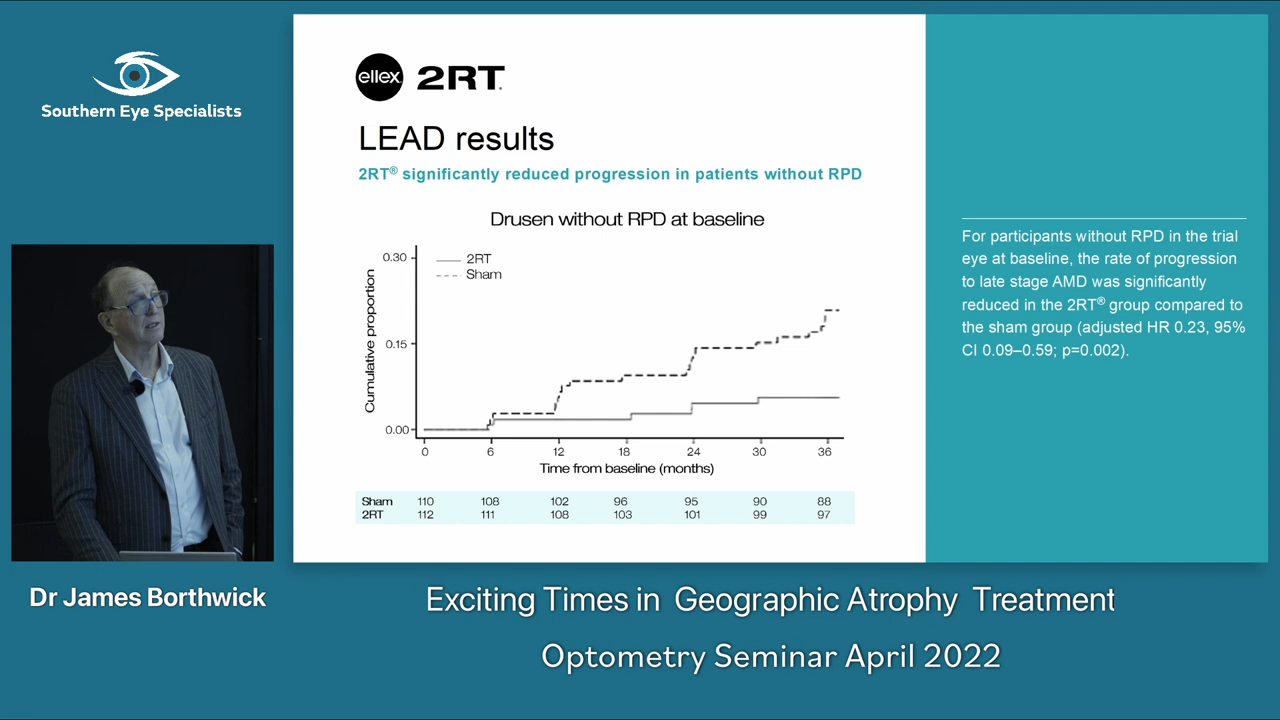 Southern Eye Specialists
ellex 2RT.
LEAD results
2RT® significantly reduced progression in patients without RPD
Drusen without RPD at baseline
0.30
0.15
0.00
Cumulative proportion
2RT
Sham
0 6 12 18 24 30 36
Time from baseline (months)
Sham 110 108 102 96 95 90 88
2RT 112 111 108 103 101 99 97
For participants without RPD in the trial
eye at baseline, the rate of progression
to late stage AMD was significantly
reduced in the 2RT® group compared to
the sham group (adjusted HR 0.23, 95%
CI 0.09–0.59; p=0.002).
Dr James Borthwick
Exciting Times in Geographic Atrophy Treatment
Optometry Seminar April 2022